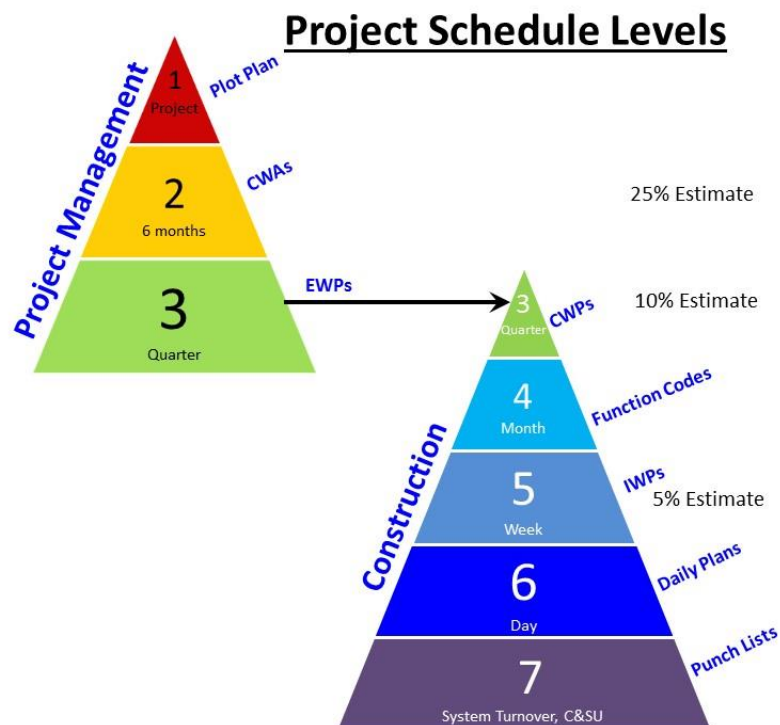 Project Schedule Levels
Project Management
1
Project
Plot Plan
2
6 months
CWAs
25% Estimate
3
Quarter
EWPs
3
Quarter
CWPs
10% Estimate
Construction
4
Month
Function Codes
5
Week
IWPs
5% Estimate
6
Day
Daily Plans
7
System Turnover, C&SU
Punch Lists